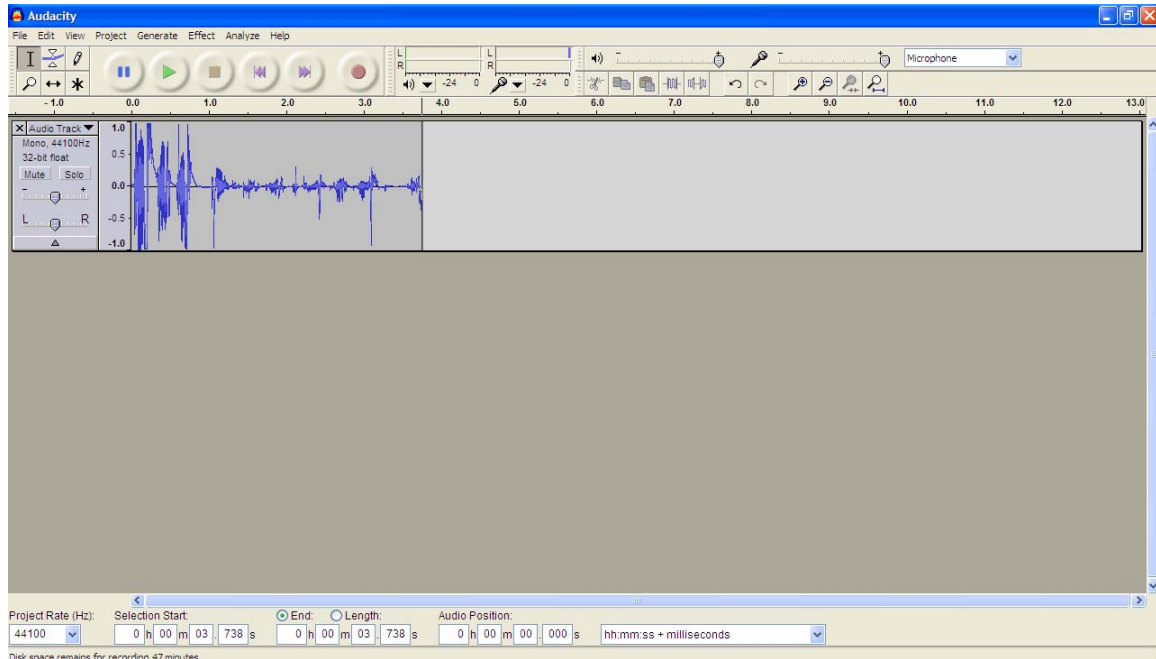 Audacity
File Edit View Project Generate Effect Analyze Help
L
R
-24 0
L
R
-24 0
Microphone
- 1.0 0.0 1.0 2.0 3.0 4.0 5.0 6.0 7.0 8.0 9.0 10.0 11.0 12.0 13.0
X Audio Track
Mono, 44100Hz
32-bit float
Mute Solo
- +
L R
1.0
0.5
0.0
-0.5
-1.0
Project Rate (Hz): Selection Start: End: Length: Audio Position:
44100 0 h 00 m 03 . 738 s 0 h 00 m 03 . 738 s 0 h 00 m 00 . 000 s hh:mm:ss + milliseconds
Disk space remains for recording 47 minutes